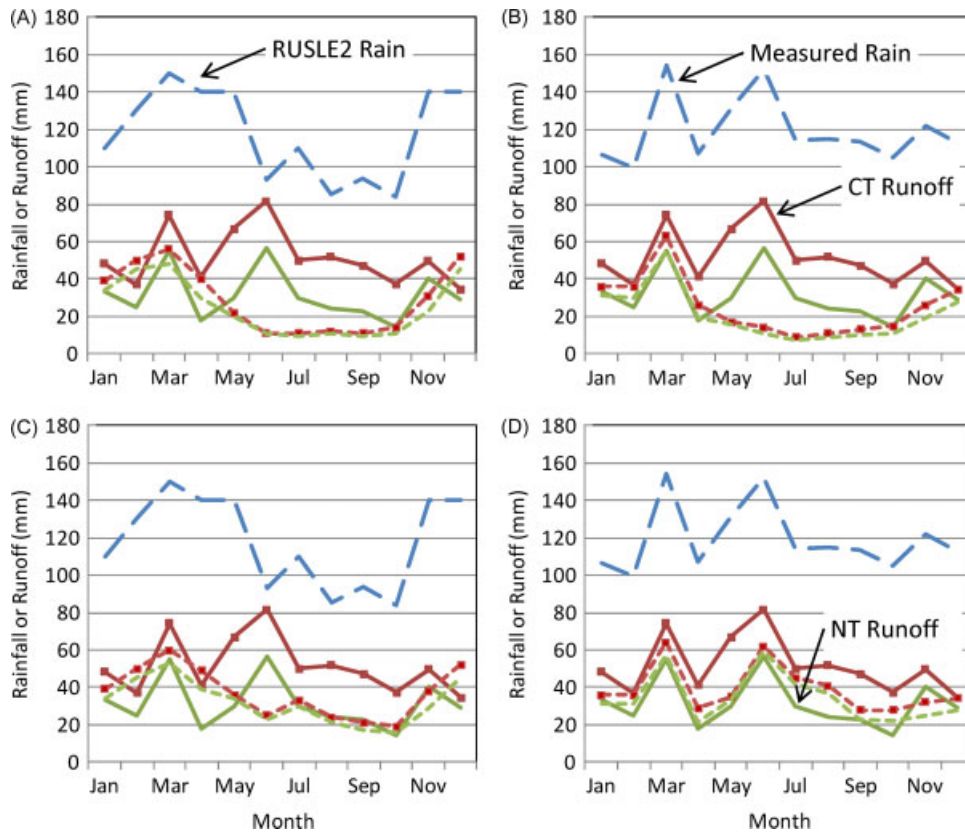 (A)
180
160
140
120
100
80
60
40
20
0
Rainfall or Runoff (mm)
RUSLE2 Rain
Jan Mar May Jul Sep Nov
(B)
180
160
140
120
100
80
60
40
20
0
Rainfall or Runoff (mm)
Measured Rain
CT Runoff
Jan Mar May Jul Sep Nov
(C)
180
160
140
120
100
80
60
40
20
0
Rainfall or Runoff (mm)
Jan Mar May Jul Sep Nov
Month
(D)
180
160
140
120
100
80
60
40
20
0
Rainfall or Runoff (mm)
NT Runoff
Jan Mar May Jul Sep Nov
Month